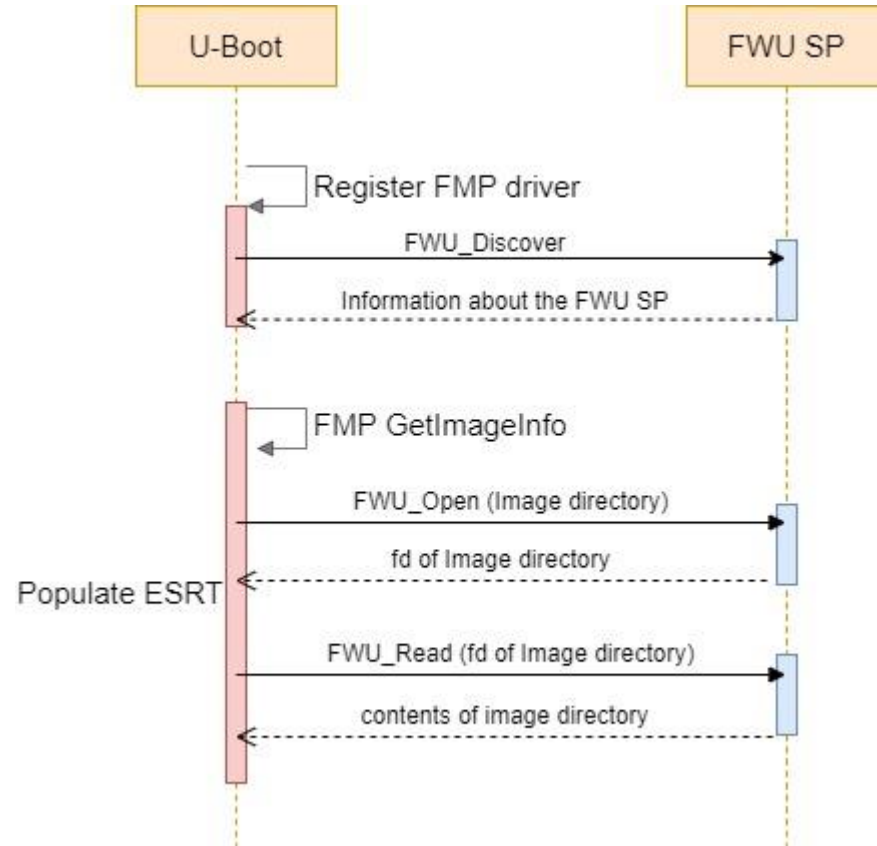 U-Boot
FWU SP
Register FMP driver
FWU_Discover
Information about the FWU SP
FMP GetImageInfo
FWU_Open (Image directory)
fd of Image directory
Populate ESRT
FWU_Read (fd of Image directory)
contents of image directory